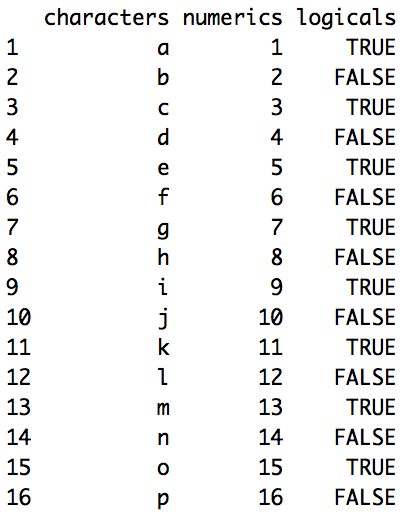 characters numerics logicals
1 a 1 TRUE
2 b 2 FALSE
3 c 3 TRUE
4 d 4 FALSE
5 e 5 TRUE
6 f 6 FALSE
7 g 7 TRUE
8 h 8 FALSE
9 i 9 TRUE
10 j 10 FALSE
11 k 11 TRUE
12 l 12 FALSE
13 m 13 TRUE
14 n 14 FALSE
15 o 15 TRUE
16 p 16 FALSE